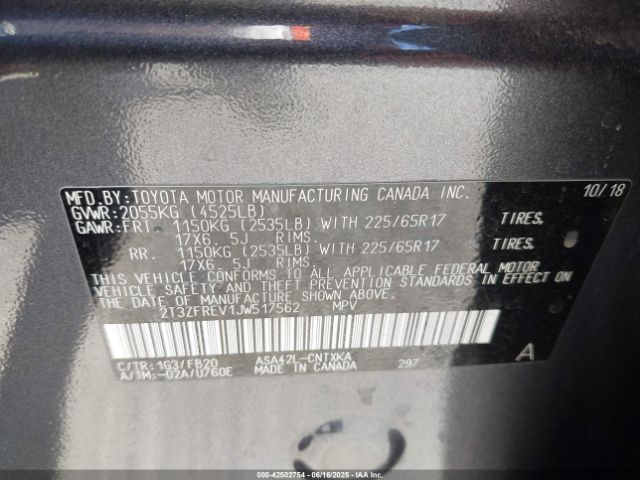 MFD.BY:TOYOTA MOTOR MANUFACTURING CANADA INC. 10/18
GVWR:2055KG (4525LB)
GAWR:FRT. 1150KG (2535LB) WITH 225/65R17 TIRES,
17X6. 5J RIMS.
RR. 1150KG (2535LB) WITH 225/65R17 TIRES,
17X6. 5J RIMS.
THIS VEHICLE CONFORMS TO ALL APPLICABLE FEDERAL MOTOR
VEHICLE SAFETY AND THEFT PREVENTION STANDARDS IN EFFECT ON
THE DATE OF MANUFACTURE SHOWN ABOVE.
2T3ZFREV1JW517562 MPV
C/TR:1G3/FB20 ASA42L-CNTXKA 297 A
A/TM:-02A/U760E MADE IN CANADA
000-42502754 - 06/16/2025 - IAAI.COM